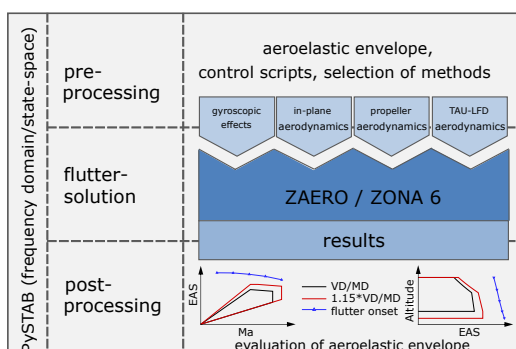 PySTAB (frequency domain/state-space)
pre-
processing
aeroelastic envelope,
control scripts, selection of methods
gyroscopic
effects
in-plane
aerodynamics
propeller
aerodynamics
TAU-LFD
aerodynamics
flutter-
solution
ZAERO / ZONA 6
results
post-
processing
EAS
Ma
VD/MD
1.15*VD/MD
flutter onset
Altitude
EAS
evaluation of aeroelastic envelope